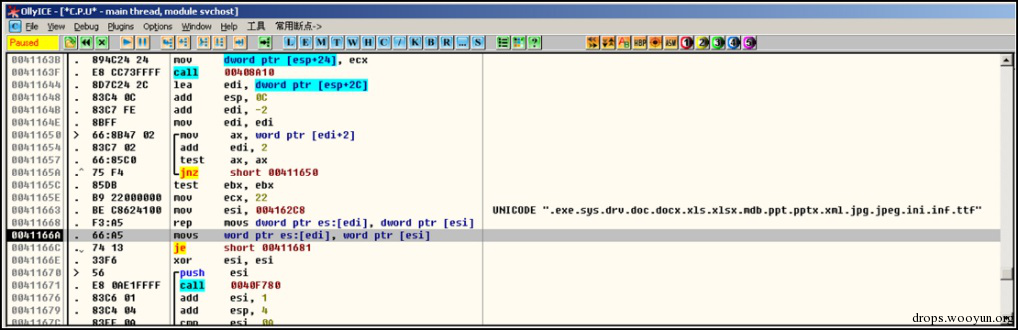 OllyICE - [*C.P.U* - main thread, module svchost]
C File View Debug Plugins Options Window Help 工具 常用断点->
Paused L E M T W H C / K B R ... S BP ASM 1 2 3 4 5
0041163B . 894C24 24 mov dword ptr [esp+24], ecx
0041163F . E8 CC73FFFF call 00408A10
00411644 . 8D7C24 2C lea edi, dword ptr [esp+2C]
00411648 . 83C4 0C add esp, 0C
0041164B . 83C7 FE add edi, -2
0041164E . 8BFF mov edi, edi
00411650 > 66:8B47 02 mov ax, word ptr [edi+2]
00411654 . 83C7 02 add edi, 2
00411657 . 66:85C0 test ax, ax
0041165A .^ 75 F4 jnz short 00411650
0041165C . 85DB test ebx, ebx
0041165E . B9 22000000 mov ecx, 22
00411663 . BE C8624100 mov esi, 004162C8 UNICODE ".exe.sys.drv.doc.docx.xls.xlsx.mdb.ppt.pptx.xml.jpg.jpeg.ini.inf.ttf"
00411668 . F3:A5 rep movs dword ptr es:[edi], dword ptr [esi]
0041166A . 66:A5 movs word ptr es:[edi], word ptr [esi]
0041166C .v 74 13 je short 00411681
0041166E . 33F6 xor esi, esi
00411670 > 56 push esi
00411671 . E8 0AE1FFFF call 0040F780
00411676 . 83C6 01 add esi, 1
00411679 . 83C4 04 add esp, 4
0041167C . 83FE 0A cmp esi, 0A
drops.wooyun.org